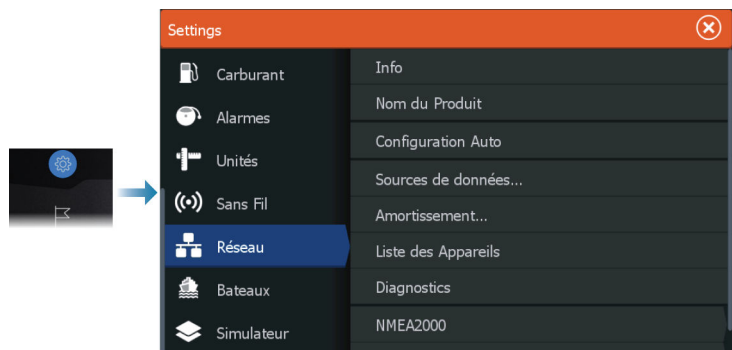 Settings
Carburant
Alarmes
Unités
Sans Fil
Réseau
Bateaux
Simulateur
Info
Nom du Produit
Configuration Auto
Sources de données...
Amortissement...
Liste des Appareils
Diagnostics
NMEA2000